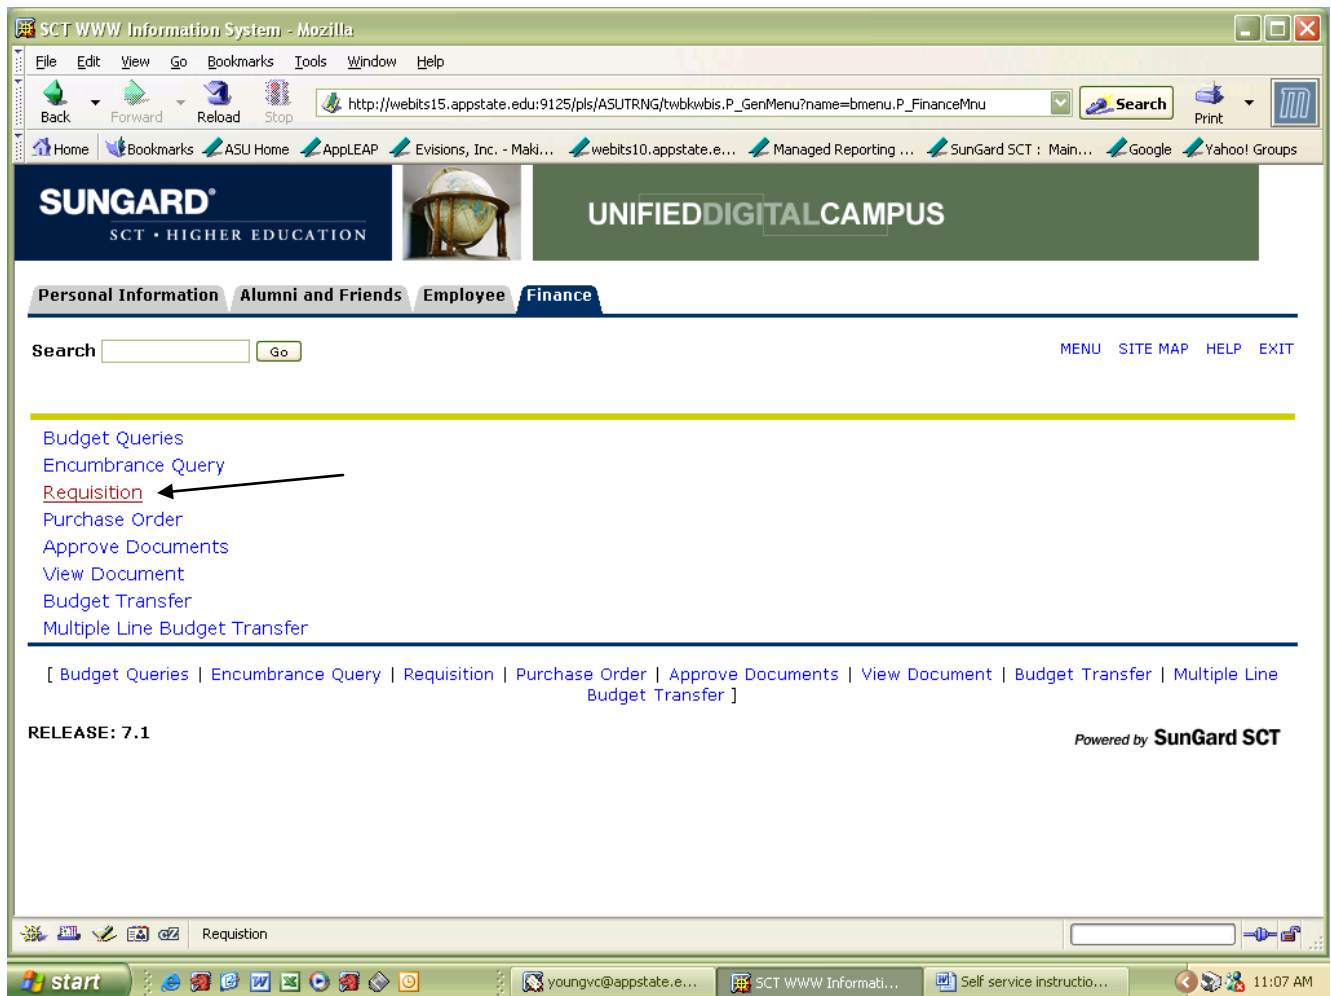 SCT WWW Information System - Mozilla
File Edit View Go Bookmarks Tools Window Help
Back Forward Reload Stop http://webits15.appstate.edu:9125/pls/ASUTRNG/twbkwbis.P_GenMenu?name=bmenu.P_FinanceMnu Search Print
Home Bookmarks ASU Home AppLEAP Evisions, Inc. - Maki... webits10.appstate.e... Managed Reporting ... SunGard SCT : Main... Google Yahoo! Groups
SUNGARD®
SCT • HIGHER EDUCATION
UNIFIEDDIGITALCAMPUS
Personal Information Alumni and Friends Employee Finance
Search Go MENU SITE MAP HELP EXIT
Budget Queries
Encumbrance Query
Requisition
Purchase Order
Approve Documents
View Document
Budget Transfer
Multiple Line Budget Transfer
[ Budget Queries | Encumbrance Query | Requisition | Purchase Order | Approve Documents | View Document | Budget Transfer | Multiple Line
Budget Transfer ]
RELEASE: 7.1 Powered by SunGard SCT
Requistion
start youngvc@appstate.e... SCT WWW Informati... Self service instructio... 11:07 AM